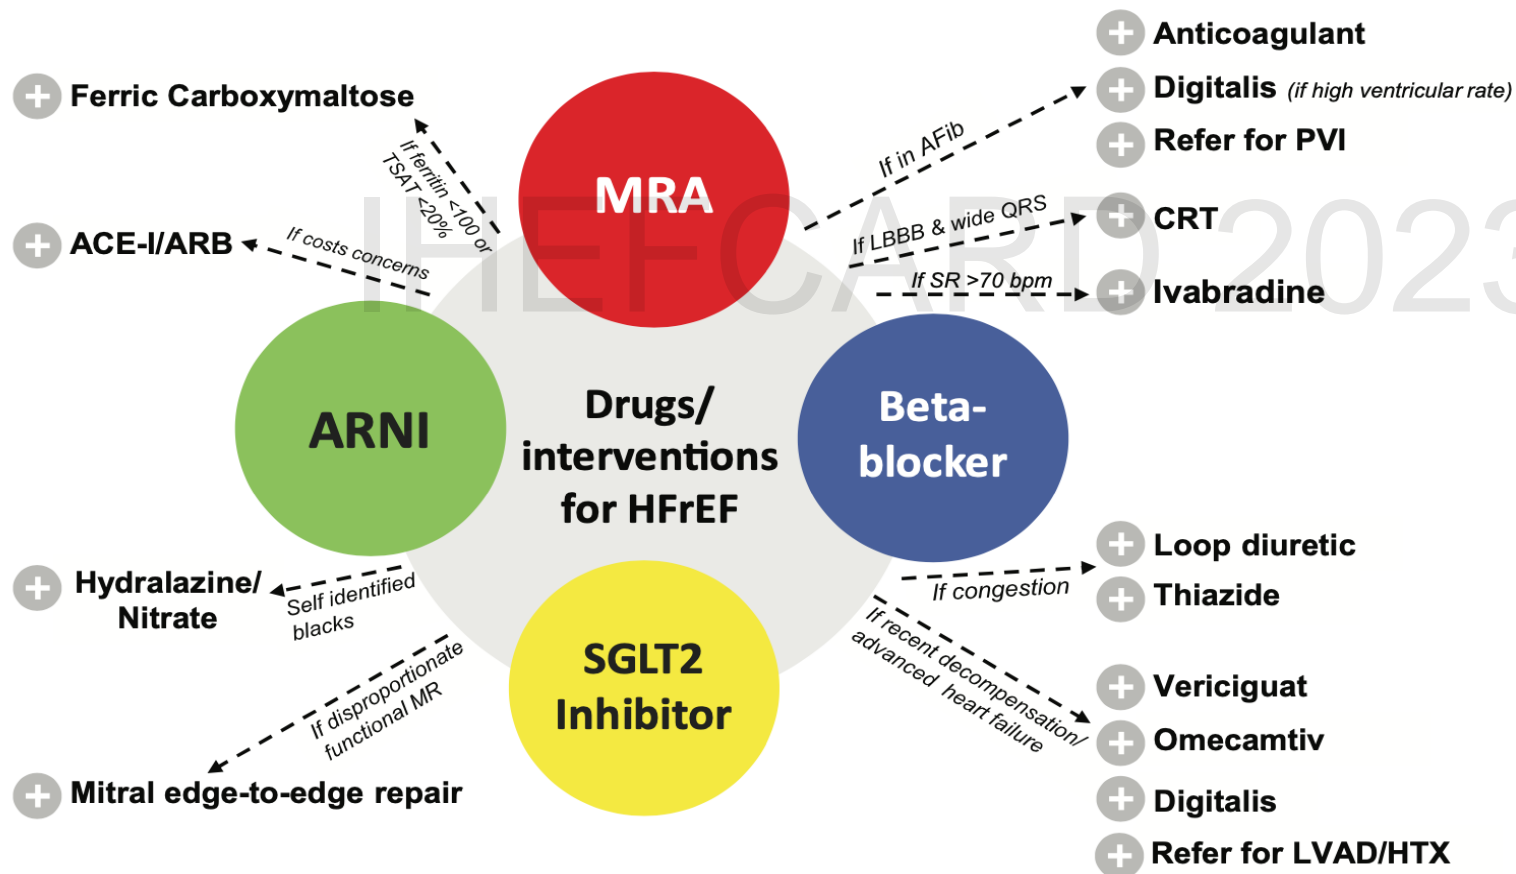 Ferric Carboxymaltose
If ferritin <100 or
TSAT <20%
ACE-I/ARB
If costs concerns
MRA
ARNI
Drugs/
interventions
for HFrEF
Beta-
blocker
SGLT2
Inhibitor
Hydralazine/
Nitrate
Self identified
blacks
If disproportionate
functional MR
Mitral edge-to-edge repair
If in AFib
Anticoagulant
Digitalis (if high ventricular rate)
Refer for PVI
If LBBB & wide QRS
CRT
If SR >70 bpm
Ivabradine
If congestion
Loop diuretic
Thiazide
If recent decompensation/
advanced heart failure
Vericiguat
Omecamtiv
Digitalis
Refer for LVAD/HTX
IHEFCARD 2023